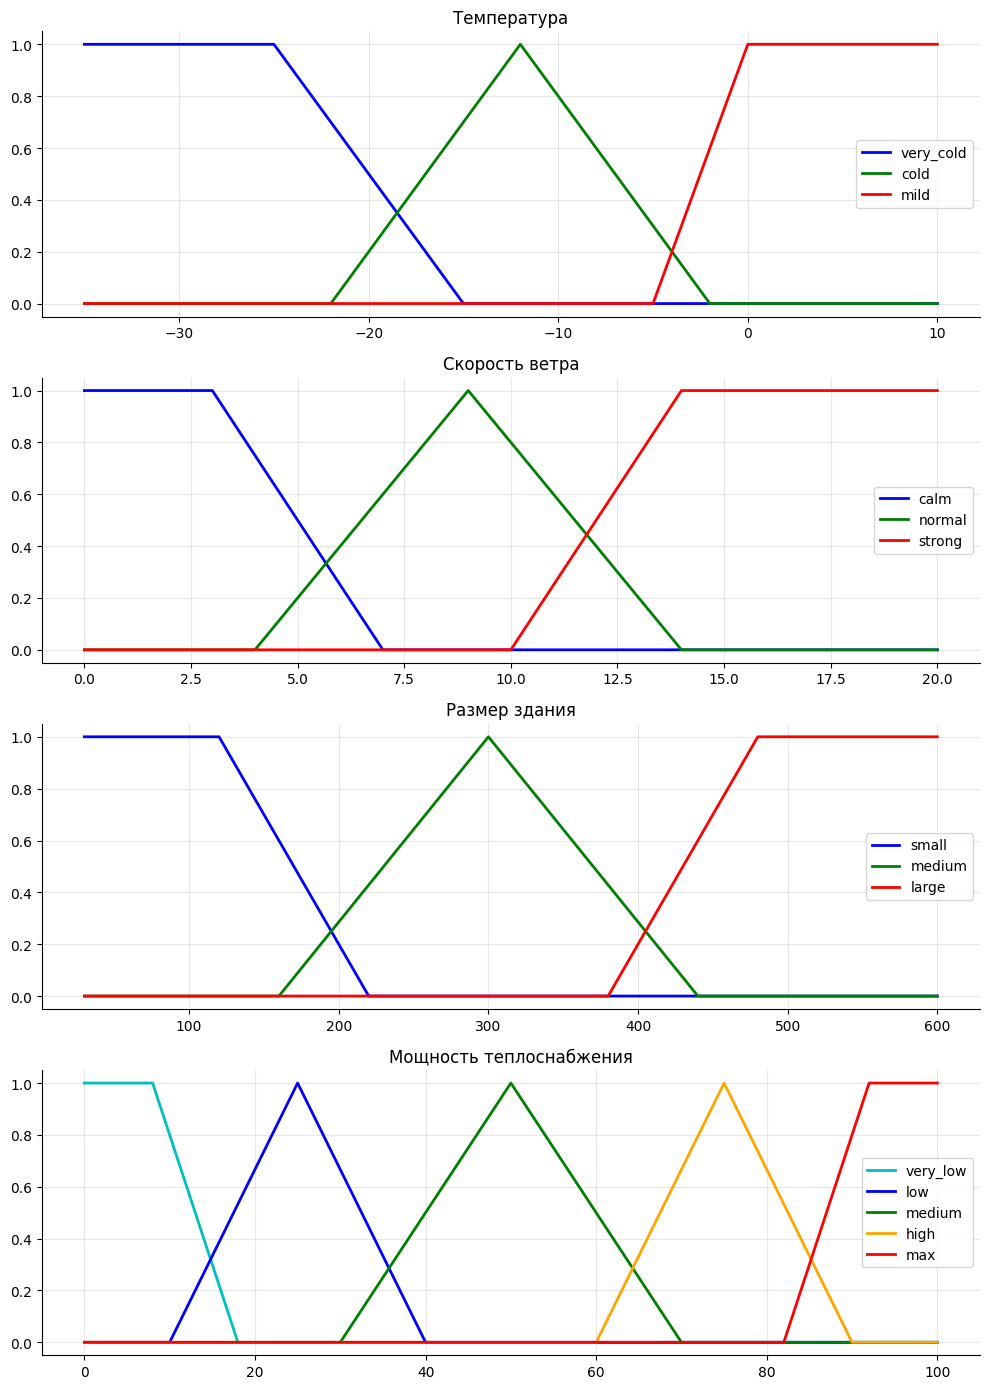 Температура
1.0
0.8
0.6
0.4
0.2
0.0
very_cold
cold
mild
−30
−20
−10
0
10
Скорость ветра
1.0
0.8
0.6
0.4
0.2
0.0
calm
normal
strong
0.0
2.5
5.0
7.5
10.0
12.5
15.0
17.5
20.0
Размер здания
1.0
0.8
0.6
0.4
0.2
0.0
small
medium
large
100
200
300
400
500
600
Мощность теплоснабжения
1.0
0.8
0.6
0.4
0.2
0.0
very_low
low
medium
high
max
0
20
40
60
80
100